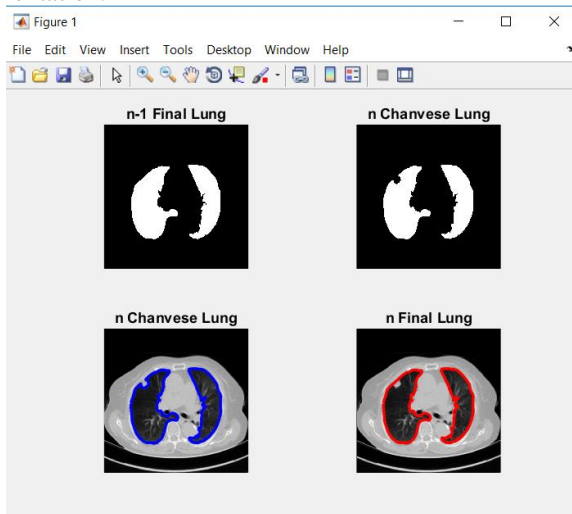 Figure 1
File Edit View Insert Tools Desktop Window Help
n-1 Final Lung
n Chanvese Lung
n Chanvese Lung
n Final Lung